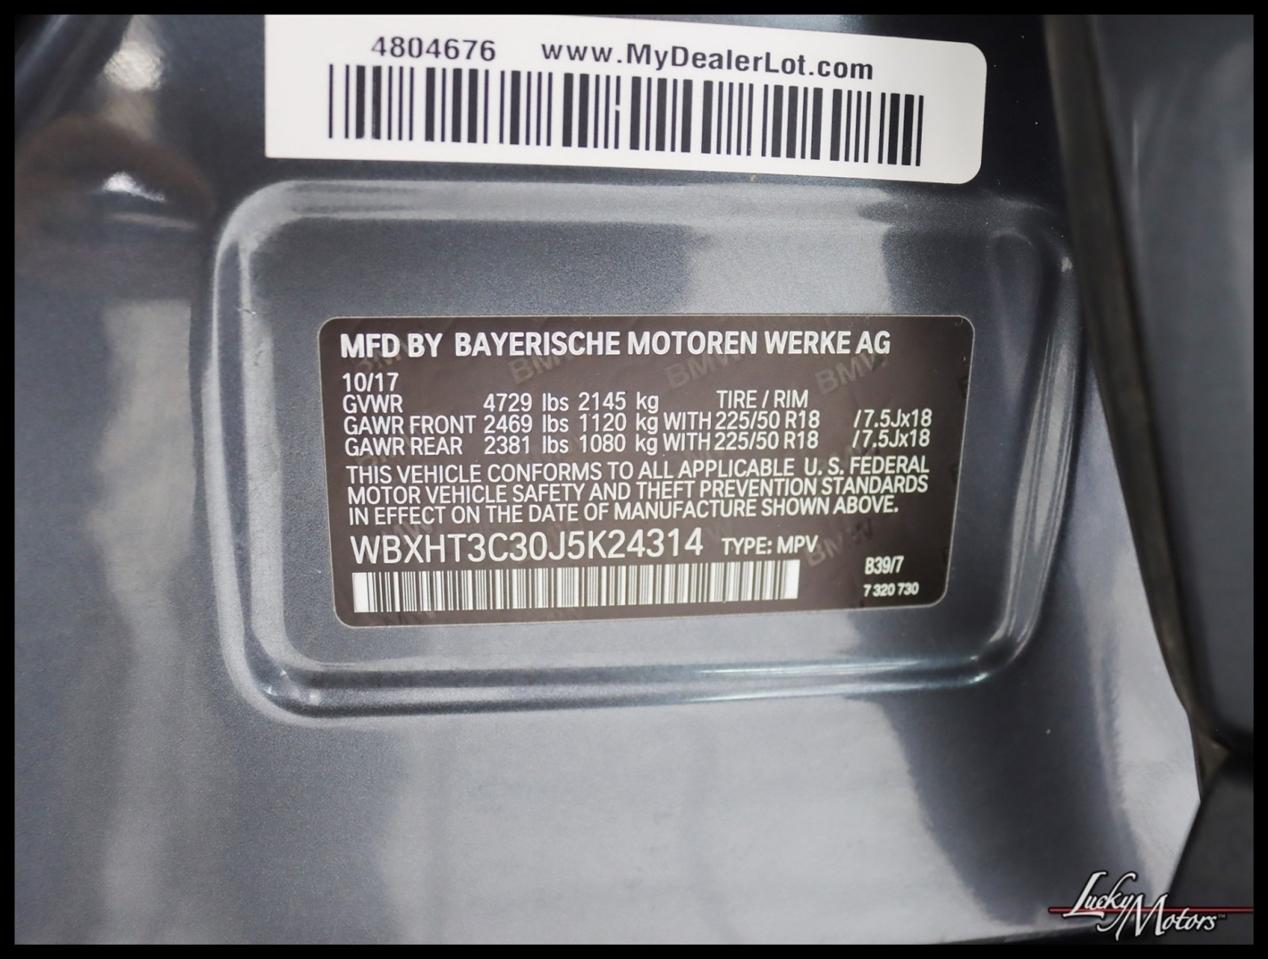 4804676 www.MyDealerLot.com
MFD BY BAYERISCHE MOTOREN WERKE AG
10/17
GVWR 4729 lbs 2145 kg TIRE / RIM
GAWR FRONT 2469 lbs 1120 kg WITH 225/50 R18 /7.5Jx18
GAWR REAR 2381 lbs 1080 kg WITH 225/50 R18 /7.5Jx18
THIS VEHICLE CONFORMS TO ALL APPLICABLE U. S. FEDERAL
MOTOR VEHICLE SAFETY AND THEFT PREVENTION STANDARDS
IN EFFECT ON THE DATE OF MANUFACTURE SHOWN ABOVE.
WBXHT3C30J5K24314 TYPE: MPV
B39/7
7 320 730
Lucky Motors™